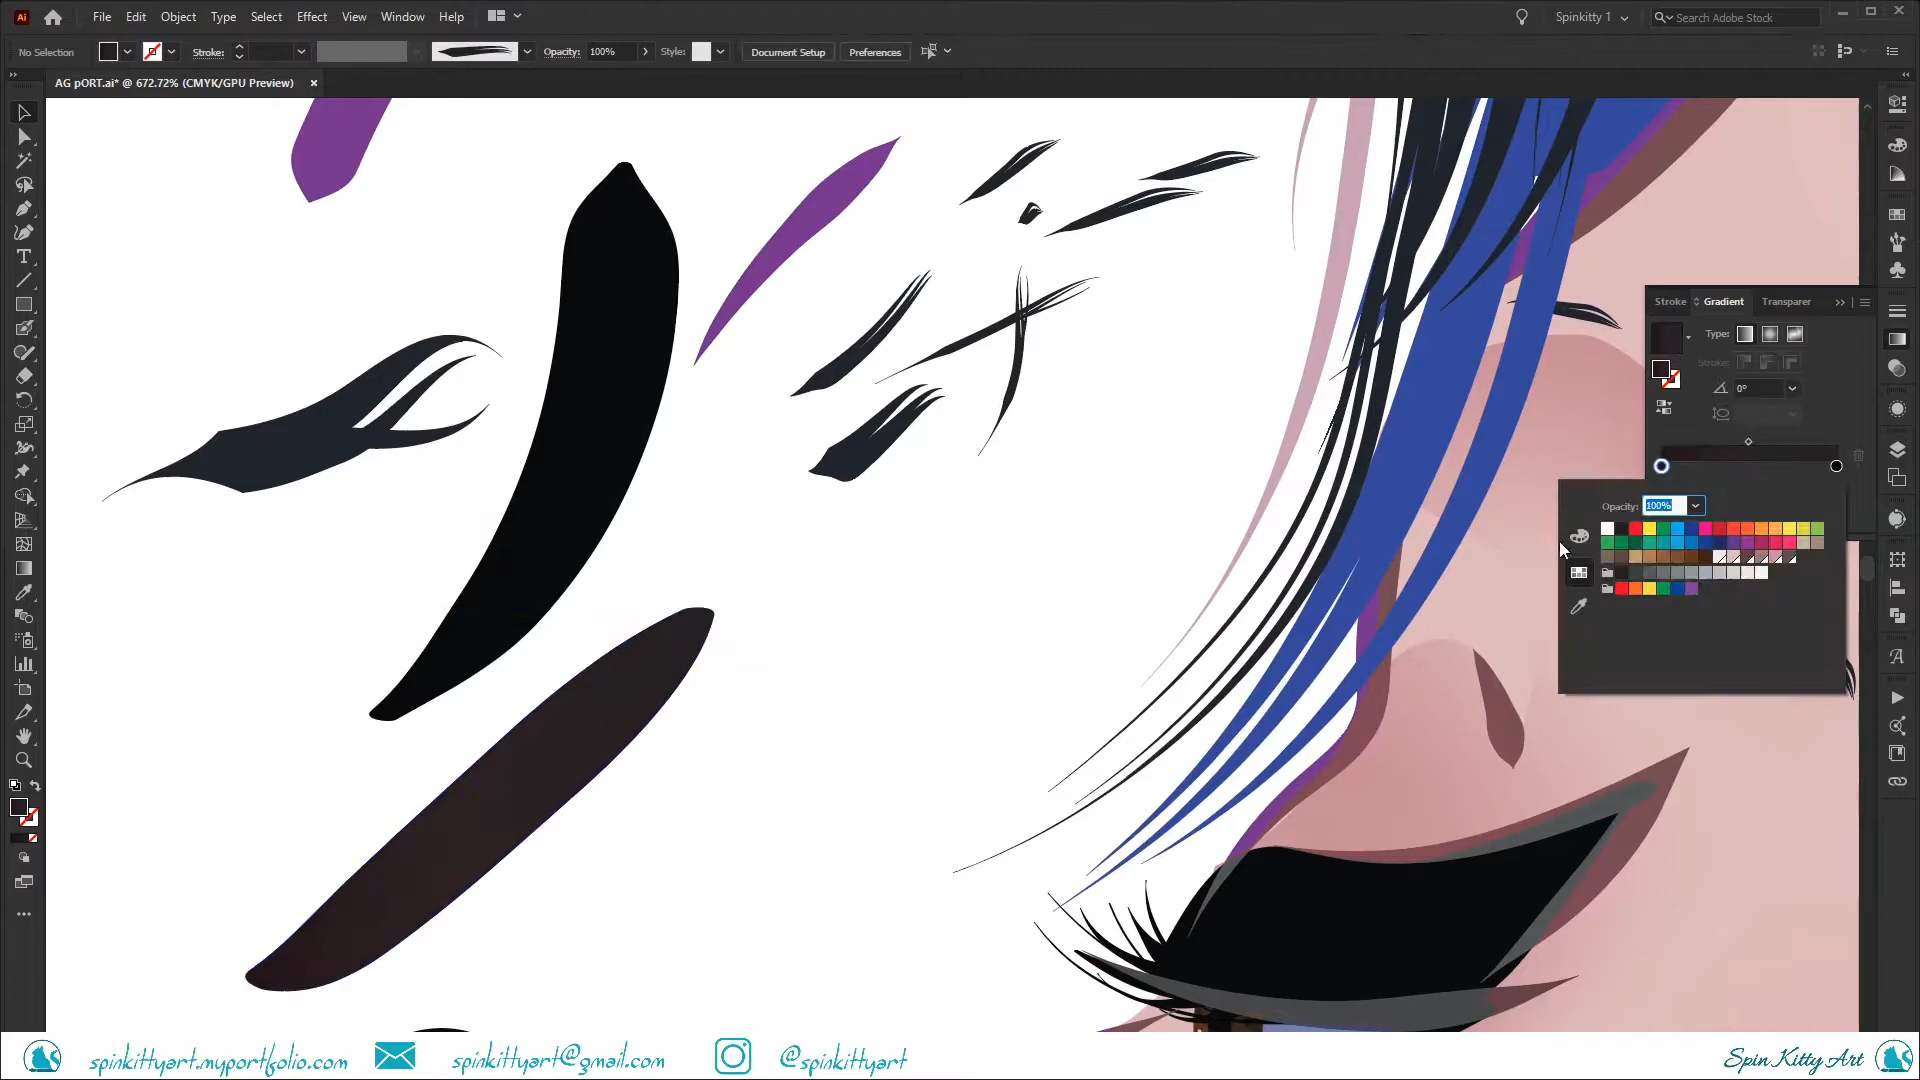 Ai File Edit Object Type Select Effect View Window Help Spinkitty 1 Search Adobe Stock
No Selection Stroke: Opacity: 100% Style: Document Setup Preferences
AG pORT.ai* @ 672.72% (CMYK/GPU Preview)
Stroke Gradient Transparer
Type:
Stroke:
0°
Opacity: 100%
spinkittyart.myportfolio.com spinkittyart@gmail.com @spinkittyart Spin Kitty Art